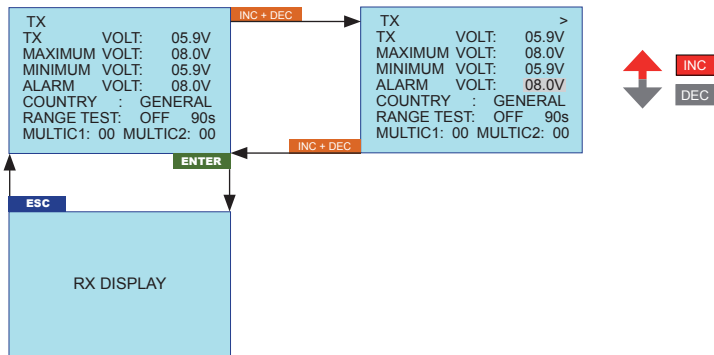 TX
TX VOLT: 05.9V
MAXIMUM VOLT: 08.0V
MINIMUM VOLT: 05.9V
ALARM VOLT: 08.0V
COUNTRY : GENERAL
RANGE TEST: OFF 90s
MULTIC1: 00 MULTIC2: 00
INC + DEC
TX >
TX VOLT: 05.9V
MAXIMUM VOLT: 08.0V
MINIMUM VOLT: 05.9V
ALARM VOLT: 08.0V
COUNTRY : GENERAL
RANGE TEST: OFF 90s
MULTIC1: 00 MULTIC2: 00
INC
DEC
INC + DEC
ENTER
ESC
RX DISPLAY